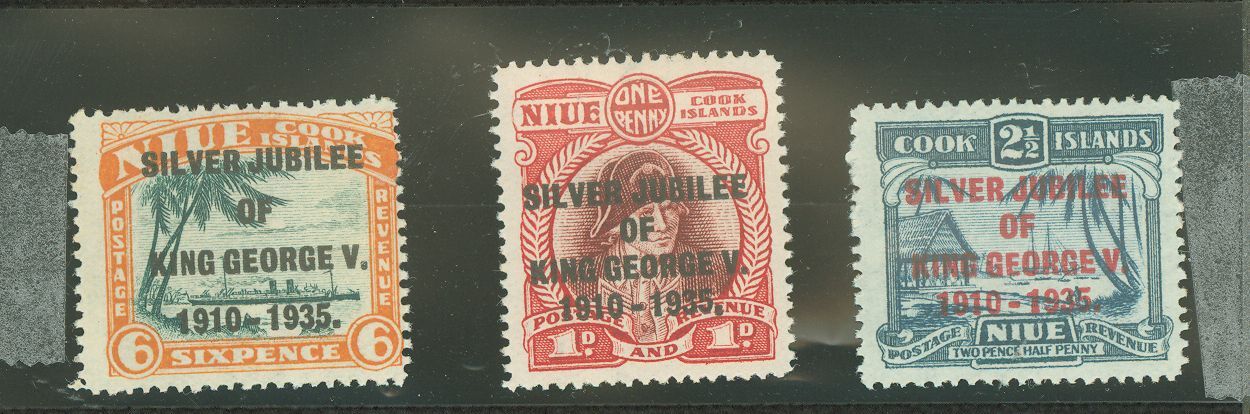 NIUE COOK
ISLANDS
SILVER JUBILEE
OF
KING GEORGE V.
1910-1935.
POSTAGE
REVENUE
6 SIXPENCE 6
NIUE ONE PENNY COOK
ISLANDS
SILVER JUBILEE
OF
KING GEORGE V.
1910-1935.
POSTAGE AND REVENUE
1D 1D
COOK 2½ ISLANDS
SILVER JUBILEE
OF
KING GEORGE V.
1910-1935.
POSTAGE NIUE REVENUE
TWO PENCE HALF PENNY